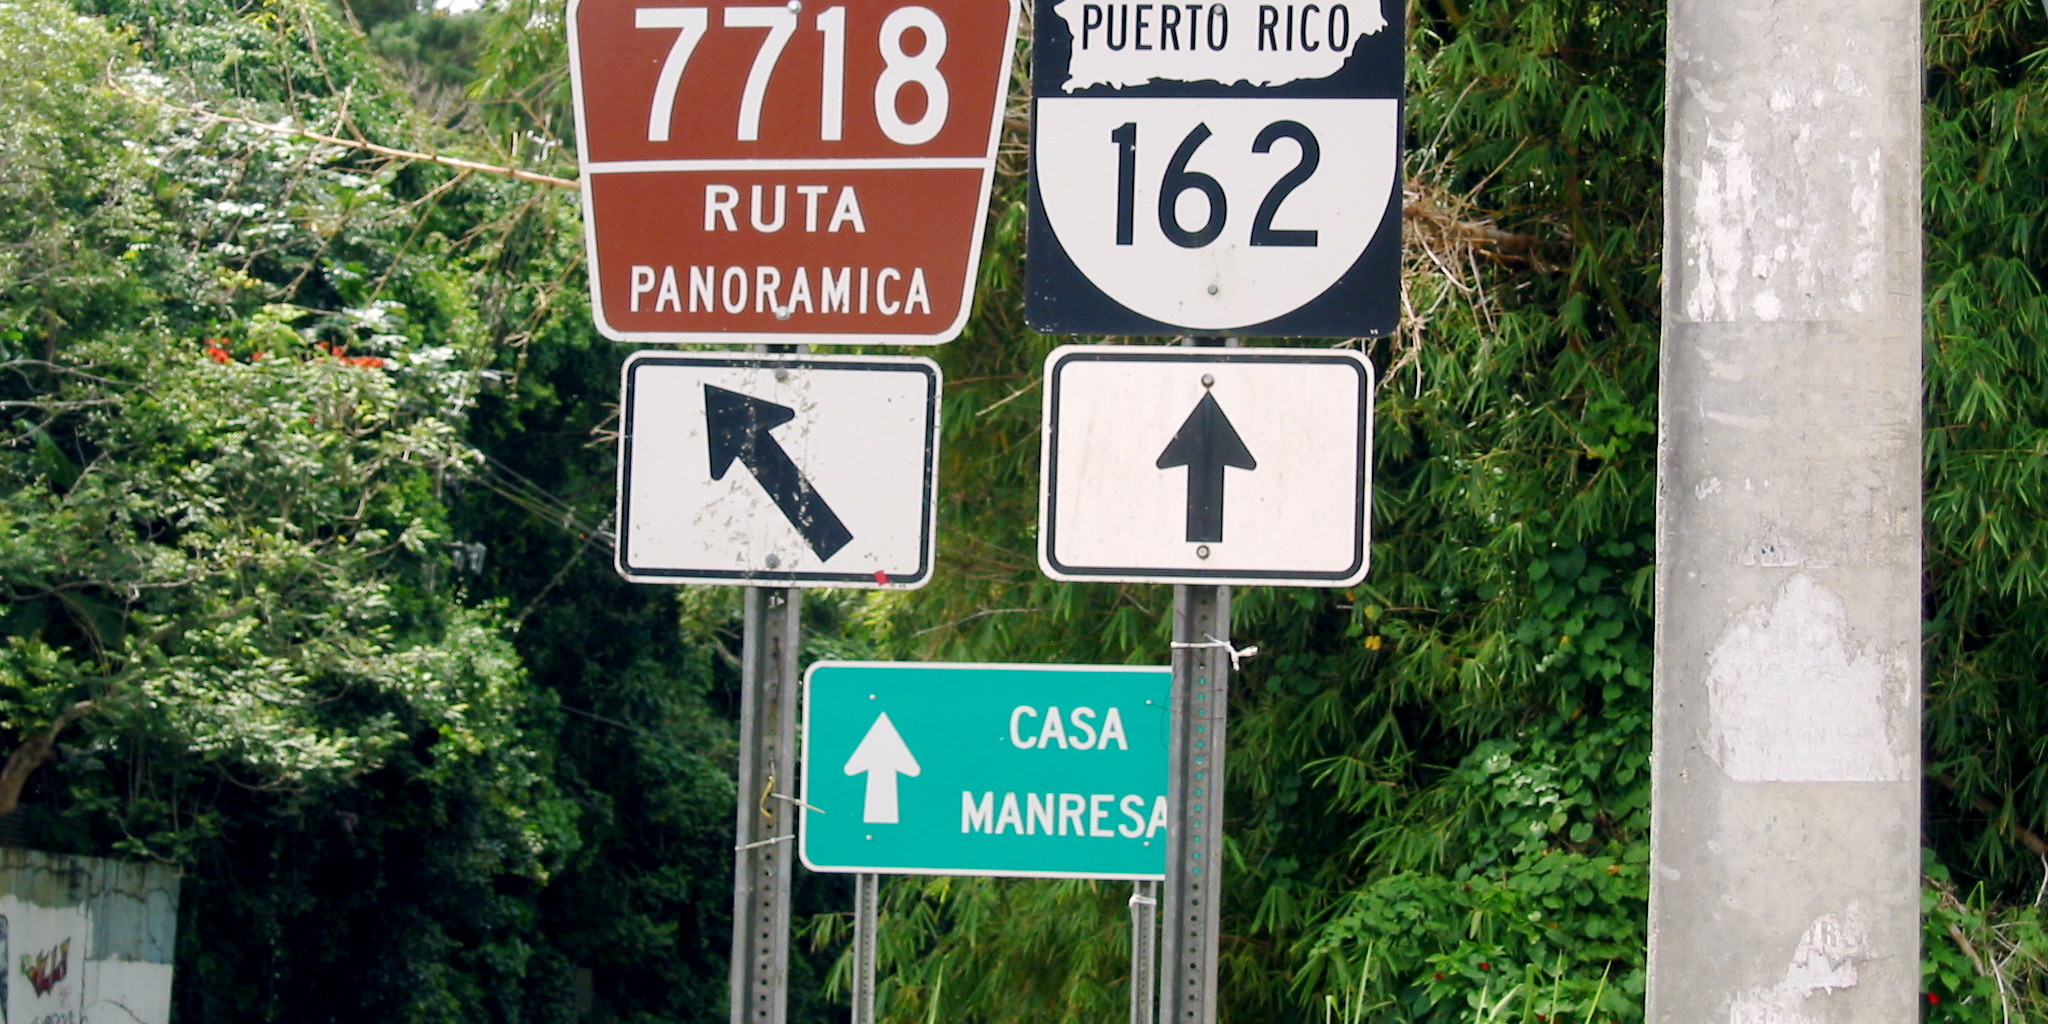 7718
RUTA
PANORAMICA
PUERTO RICO
162
CASA
MANRESA